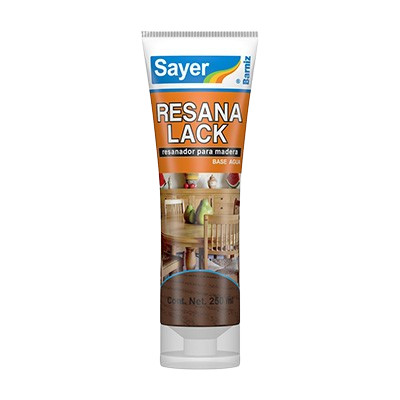 Sayer
® Barniz
RESANA
LACK
resanador para madera
BASE AGUA
Cont. Net. 250 ml